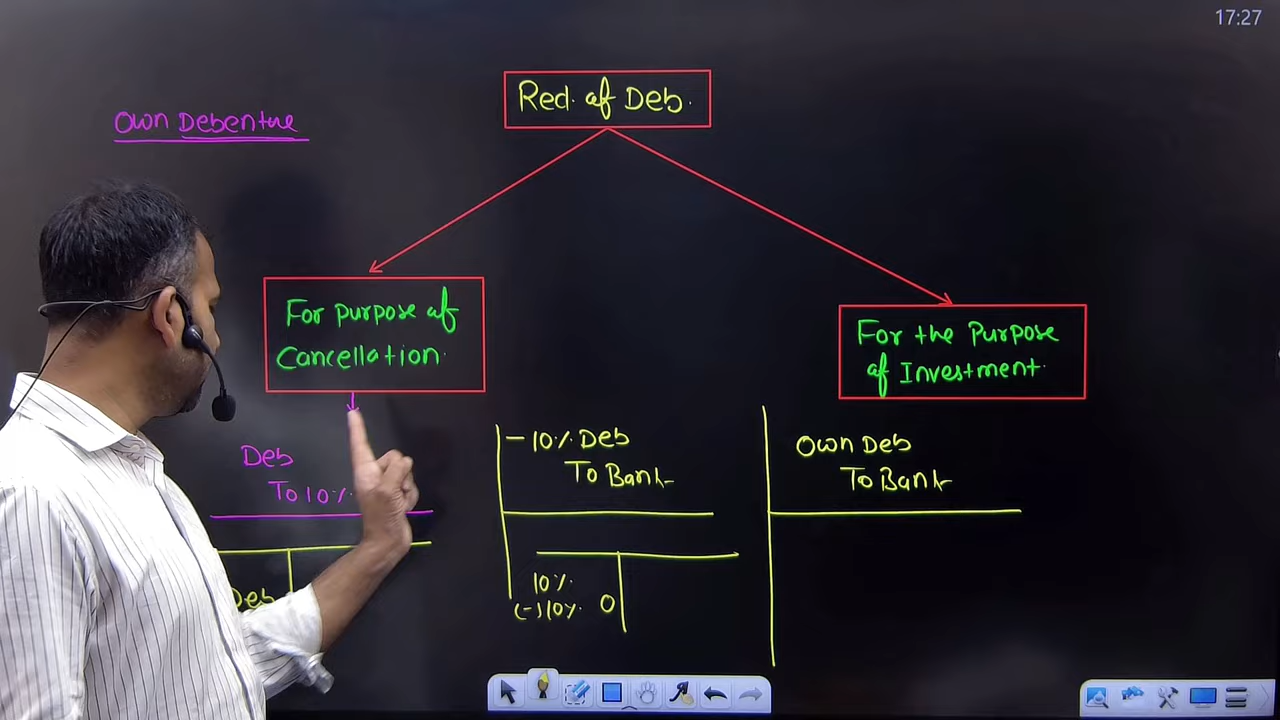 17:27
Own Debenture
Red. of Deb.
For purpose of
Cancellation.
For the Purpose
of Investment.
Deb
To 10%
- 10% Deb
To Bank
Own Deb
To Bank
Deb
10%
(-) 10% 0